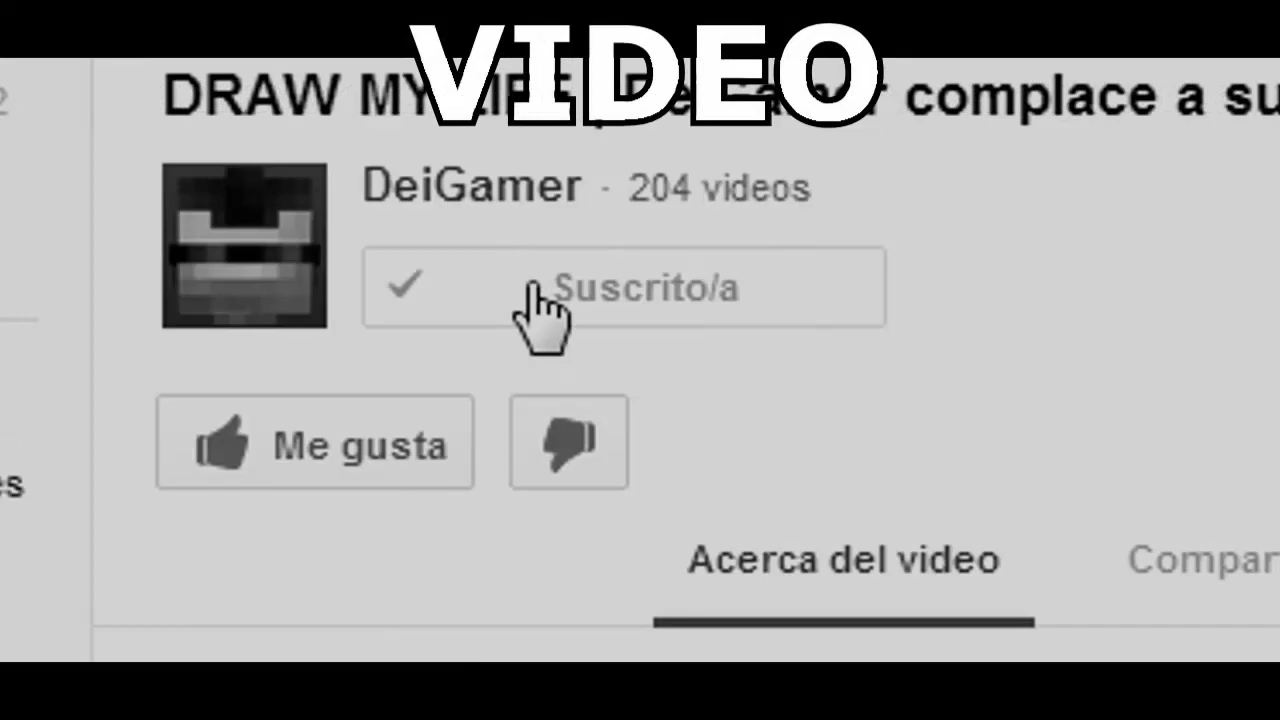 VIDEO
DRAW MY complace a su
DeiGamer · 204 videos
Suscrito/a
Me gusta
es
Acerca del video
Compar